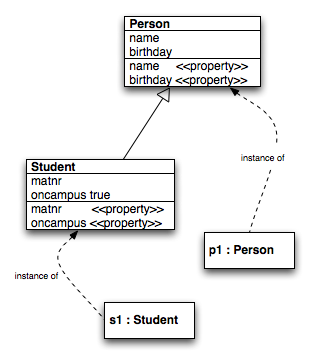 Person
name
birthday
name <<property>>
birthday <<property>>
instance of
Student
matnr
oncampus true
matnr <<property>>
oncampus <<property>>
p1 : Person
instance of
s1 : Student